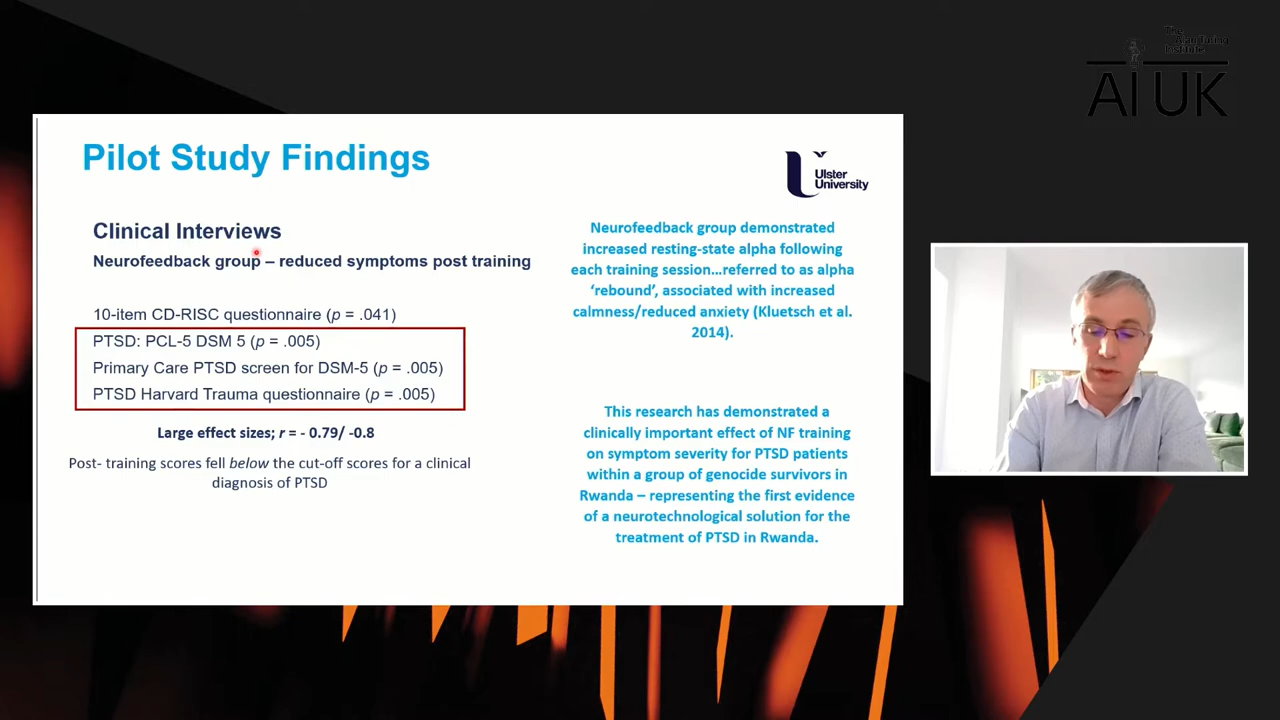 The
Alan Turing
Institute
AI UK
Pilot Study Findings
Ulster
University
Clinical Interviews
Neurofeedback group – reduced symptoms post training
10-item CD-RISC questionnaire (p = .041)
PTSD: PCL-5 DSM 5 (p = .005)
Primary Care PTSD screen for DSM-5 (p = .005)
PTSD Harvard Trauma questionnaire (p = .005)
Large effect sizes; r = - 0.79/ -0.8
Post- training scores fell below the cut-off scores for a clinical
diagnosis of PTSD
Neurofeedback group demonstrated
increased resting-state alpha following
each training session…referred to as alpha
‘rebound’, associated with increased
calmness/reduced anxiety (Kluetsch et al.
2014).
This research has demonstrated a
clinically important effect of NF training
on symptom severity for PTSD patients
within a group of genocide survivors in
Rwanda – representing the first evidence
of a neurotechnological solution for the
treatment of PTSD in Rwanda.